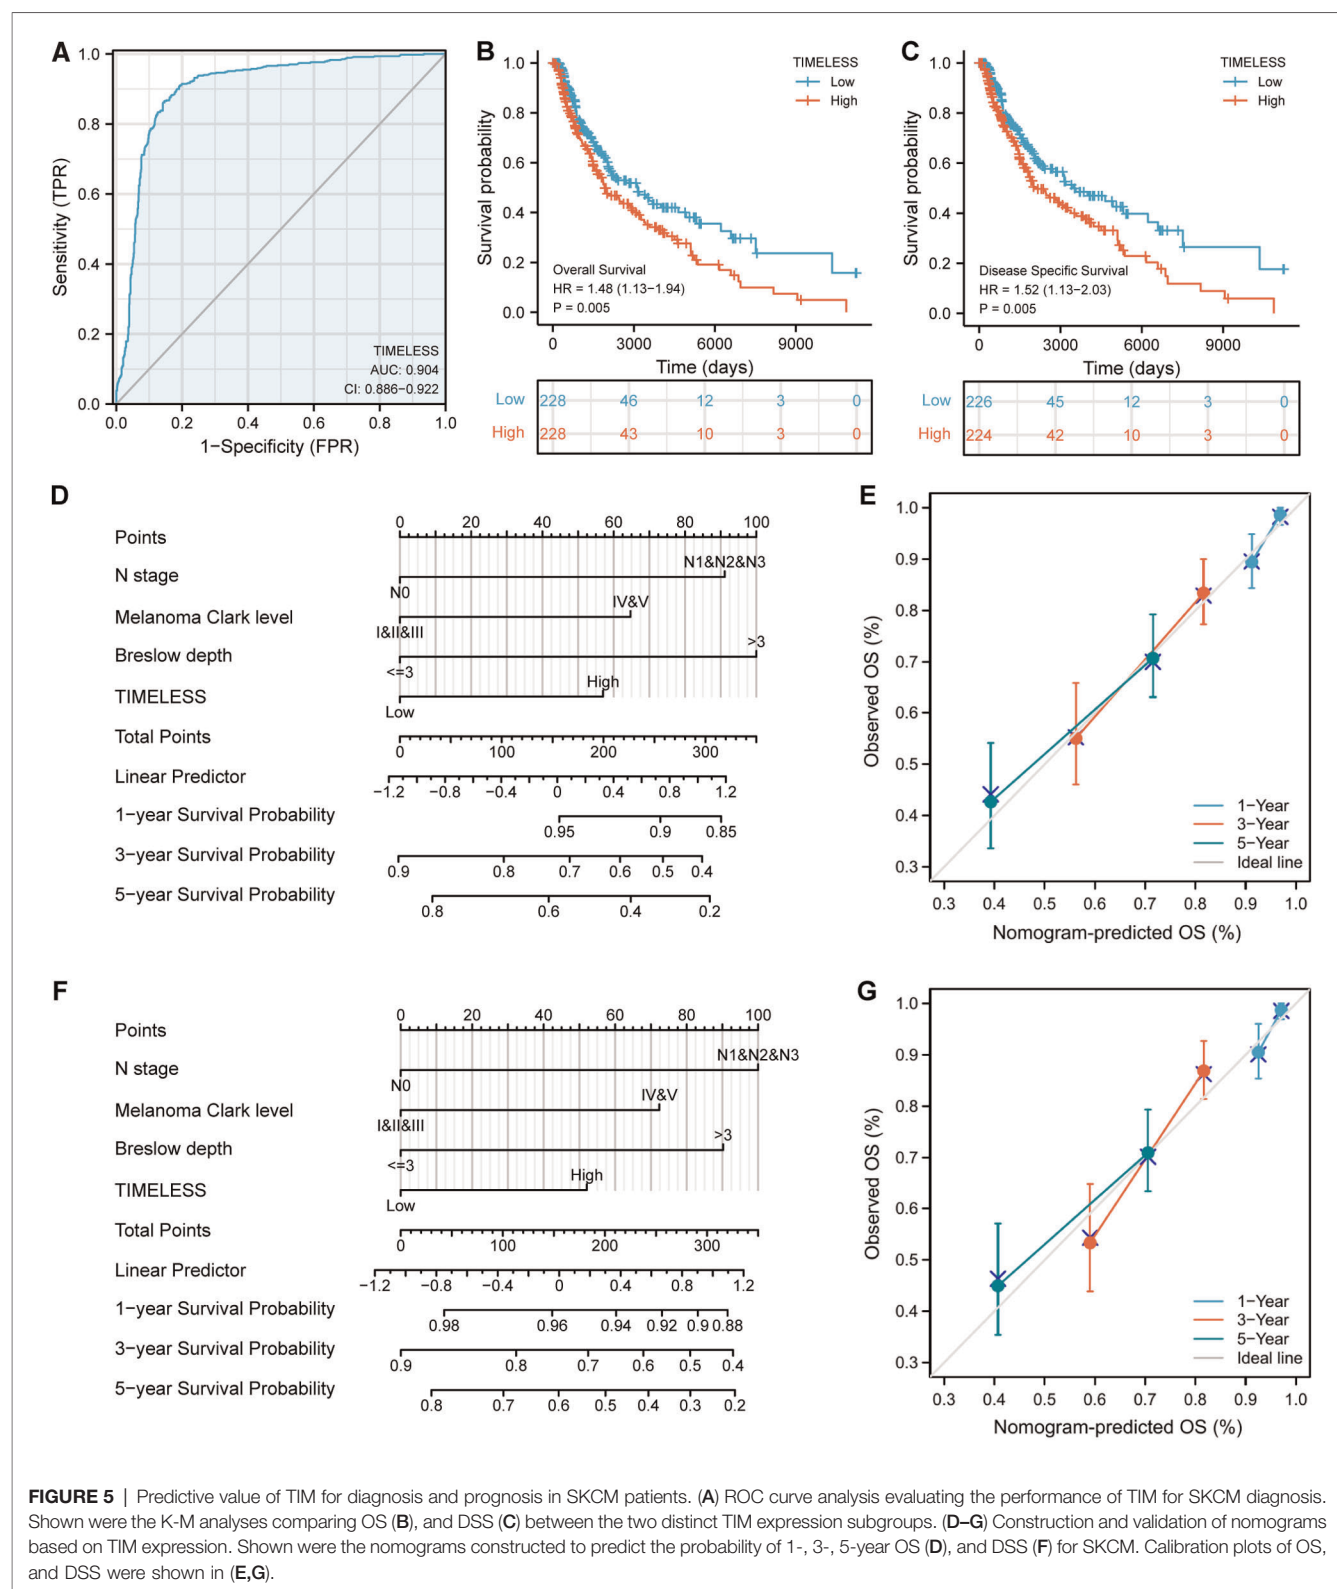 A
1.0
0.8
0.6
0.4
0.2
0.0
Sensitivity (TPR)
TIMELESS
AUC: 0.904
CI: 0.886−0.922
0.0 0.2 0.4 0.6 0.8 1.0
1−Specificity (FPR)
B
TIMELESS
Low
High
1.0
0.8
0.6
0.4
0.2
0.0
Survival probability
Overall Survival
HR = 1.48 (1.13−1.94)
P = 0.005
0 3000 6000 9000
Time (days)
Low 228 46 12 3 0
High 228 43 10 3 0
C
TIMELESS
Low
High
1.0
0.8
0.6
0.4
0.2
0.0
Survival probability
Disease Specific Survival
HR = 1.52 (1.13−2.03)
P = 0.005
0 3000 6000 9000
Time (days)
Low 226 45 12 3 0
High 224 42 10 3 0
D
0 20 40 60 80 100
Points
N1&N2&N3
N stage
N0
IV&V
Melanoma Clark level
I&II&III
>3
Breslow depth
<=3
High
TIMELESS
Low
Total Points
0 100 200 300
Linear Predictor
−1.2 −0.8 −0.4 0 0.4 0.8 1.2
1−year Survival Probability
0.95 0.9 0.85
3−year Survival Probability
0.9 0.8 0.7 0.6 0.5 0.4
5−year Survival Probability
0.8 0.6 0.4 0.2
E
1.0
0.9
0.8
0.7
0.6
0.5
0.4
0.3
Observed OS (%)
1−Year
3−Year
5−Year
Ideal line
0.3 0.4 0.5 0.6 0.7 0.8 0.9 1.0
Nomogram−predicted OS (%)
F
0 20 40 60 80 100
Points
N1&N2&N3
N stage
N0
IV&V
Melanoma Clark level
I&II&III
>3
Breslow depth
<=3
High
TIMELESS
Low
Total Points
0 100 200 300
Linear Predictor
−1.2 −0.8 −0.4 0 0.4 0.8 1.2
1−year Survival Probability
0.98 0.96 0.94 0.92 0.9 0.88
3−year Survival Probability
0.9 0.8 0.7 0.6 0.5 0.4
5−year Survival Probability
0.8 0.7 0.6 0.5 0.4 0.3 0.2
G
1.0
0.9
0.8
0.7
0.6
0.5
0.4
0.3
Observed OS (%)
1−Year
3−Year
5−Year
Ideal line
0.3 0.4 0.5 0.6 0.7 0.8 0.9 1.0
Nomogram−predicted OS (%)
FIGURE 5 | Predictive value of TIM for diagnosis and prognosis in SKCM patients. (A) ROC curve analysis evaluating the performance of TIM for SKCM diagnosis.
Shown were the K-M analyses comparing OS (B), and DSS (C) between the two distinct TIM expression subgroups. (D–G) Construction and validation of nomograms
based on TIM expression. Shown were the nomograms constructed to predict the probability of 1-, 3-, 5-year OS (D), and DSS (F) for SKCM. Calibration plots of OS,
and DSS were shown in (E,G).